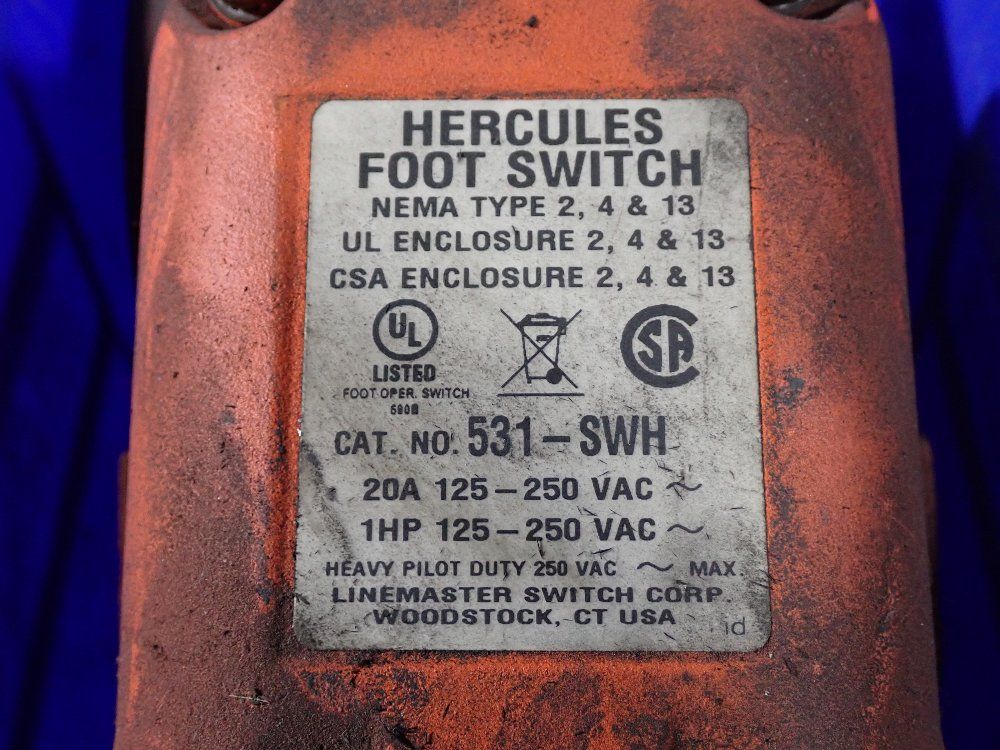 HERCULES
FOOT SWITCH
NEMA TYPE 2, 4 & 13
UL ENCLOSURE 2, 4 & 13
CSA ENCLOSURE 2, 4 & 13
UL
LISTED
FOOT OPER. SWITCH
CSA
CAT. NO. 531-SWH
20A 125-250 VAC ~
1HP 125-250 VAC ~
HEAVY PILOT DUTY 250 VAC ~ MAX
LINEMASTER SWITCH CORP.
WOODSTOCK, CT USA
id